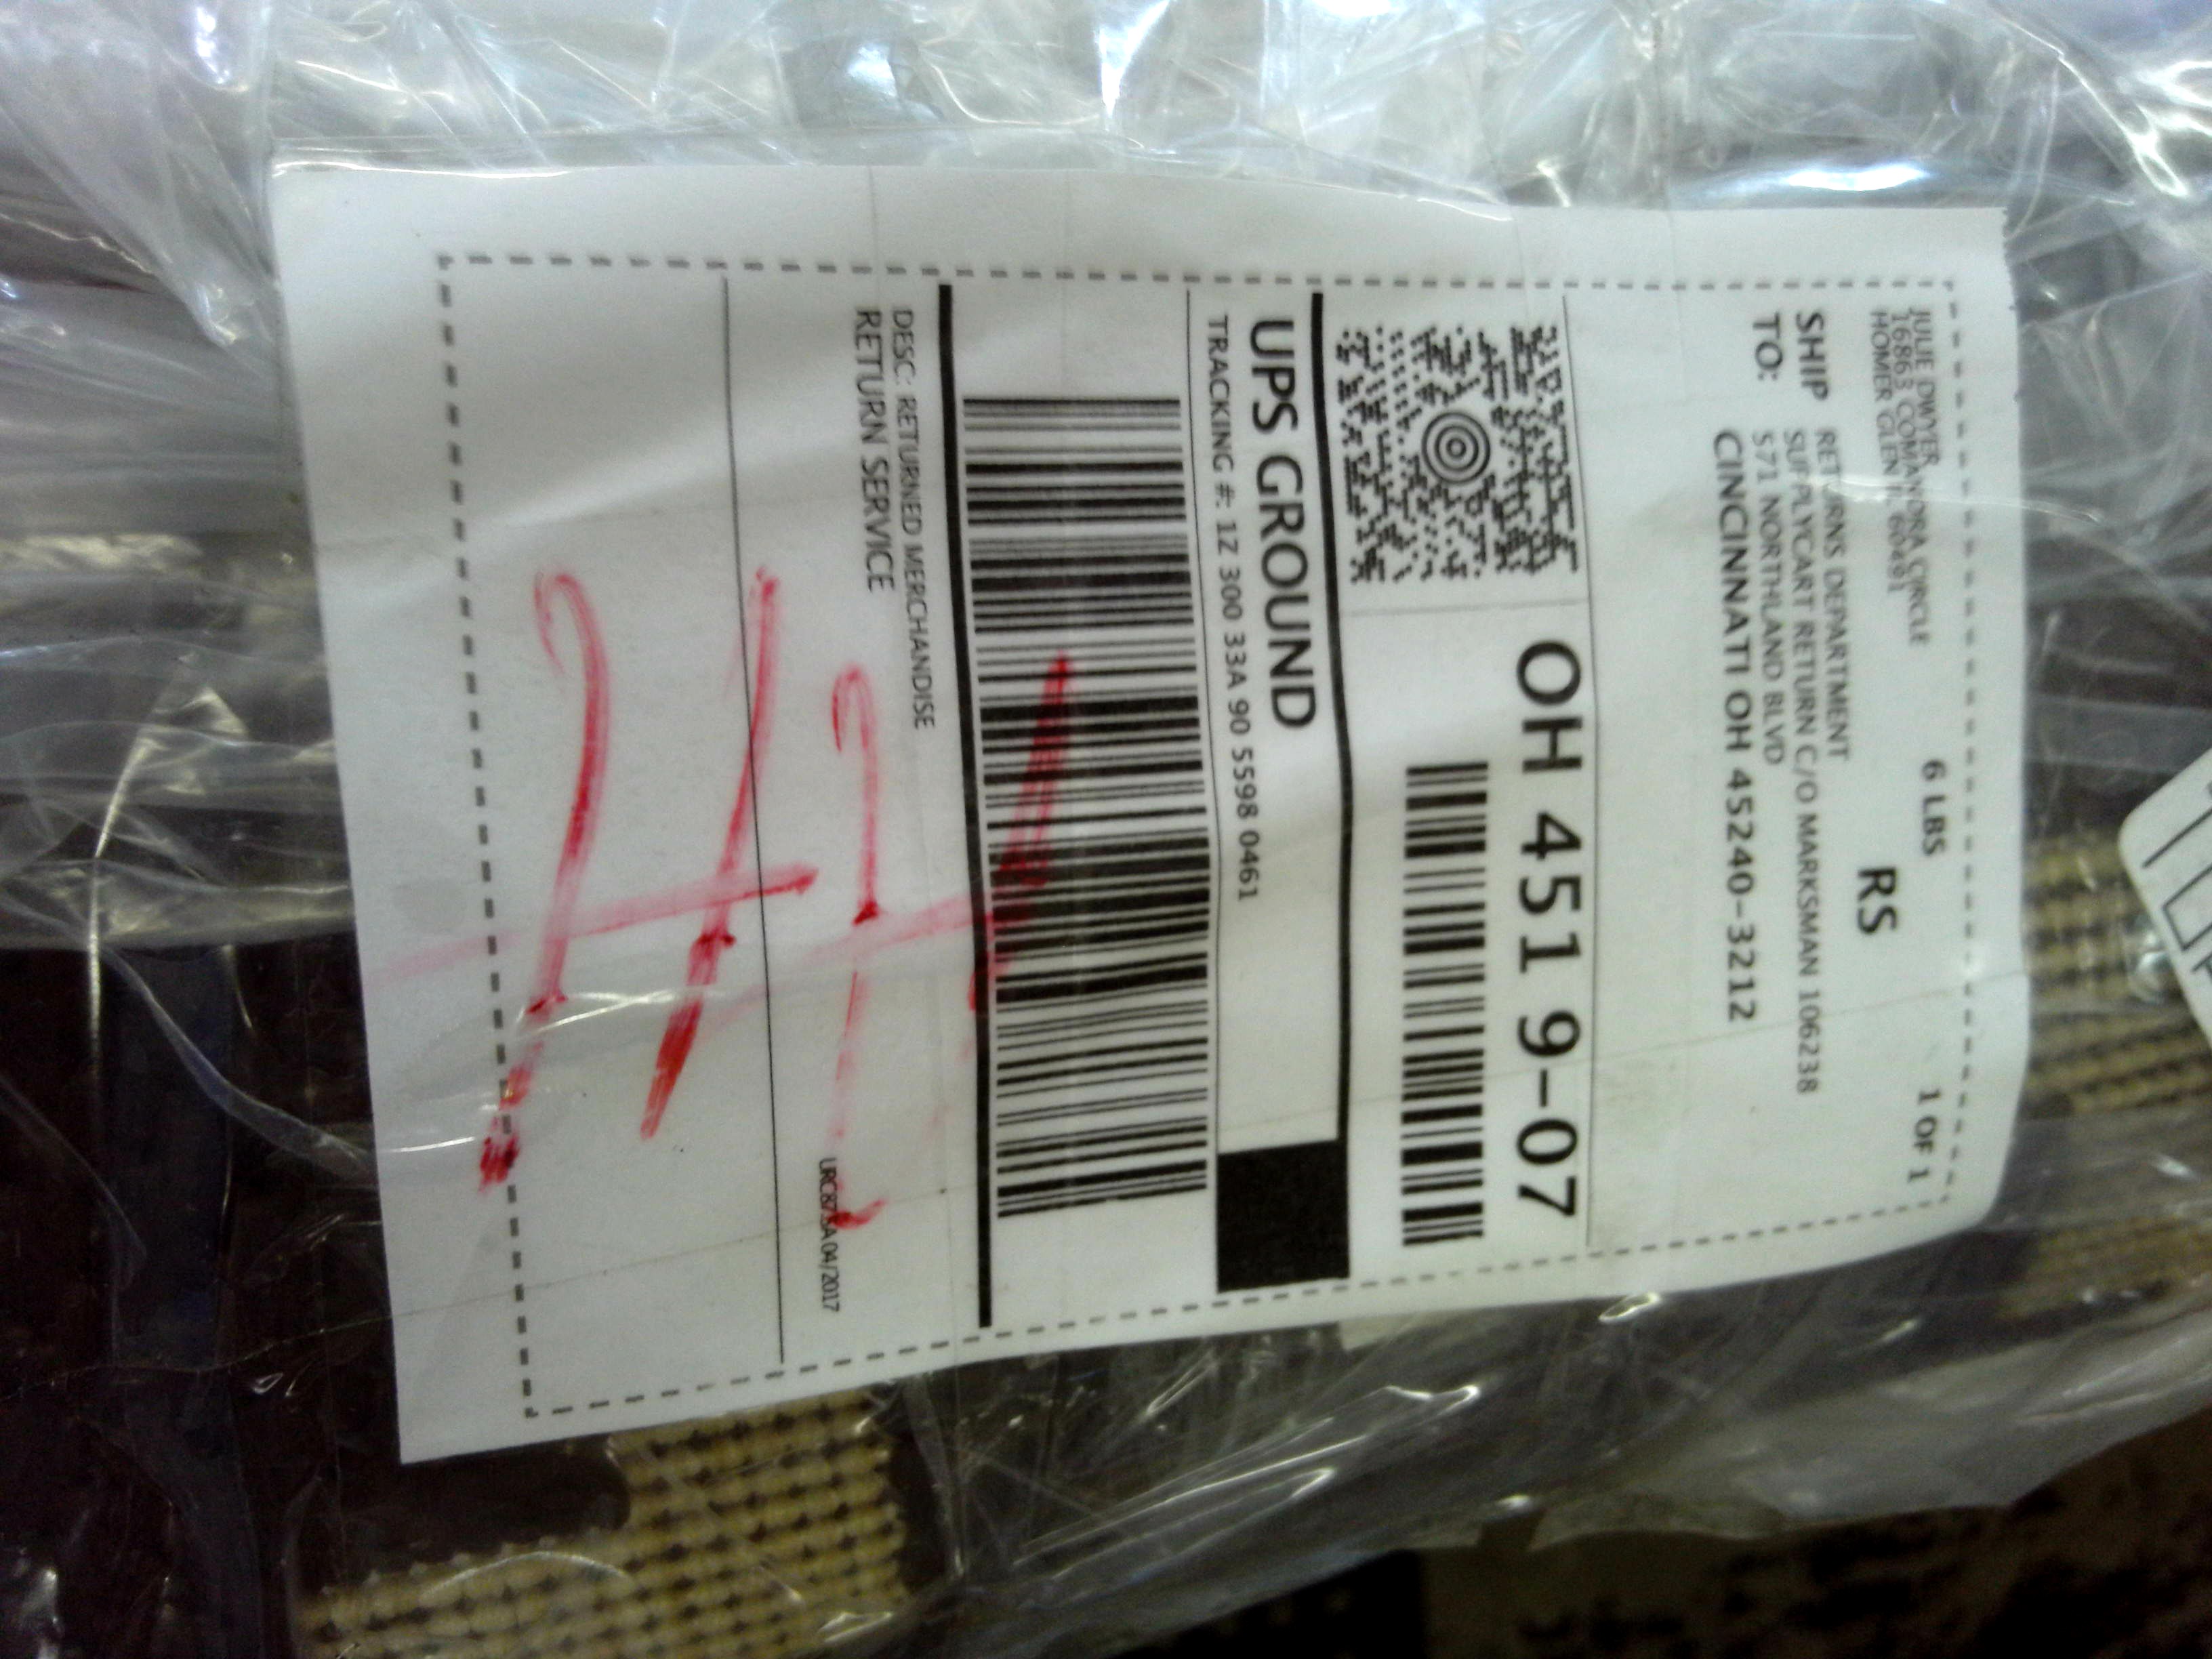 JULIE DWYER
16863 COMANDRA CIRCLE
HOMER GLEN IL 60491
6 LBS
1 OF 1
RS
SHIP TO:
RETURNS DEPARTMENT
SUPPLYCART RETURN C/O MARKSMAN 106238
571 NORTHLAND BLVD
CINCINNATI OH 45240-3212
OH 451 9-07
UPS GROUND
TRACKING #: 1Z 300 33A 90 5598 0461
DESC: RETURNED MERCHANDISE
RETURN SERVICE
04/2017